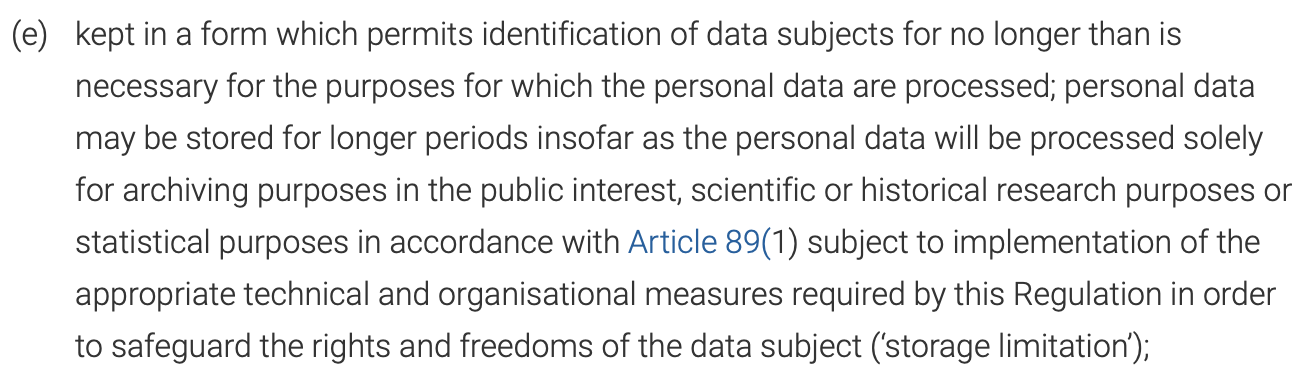 (e) kept in a form which permits identification of data subjects for no longer than is
necessary for the purposes for which the personal data are processed; personal data
may be stored for longer periods insofar as the personal data will be processed solely
for archiving purposes in the public interest, scientific or historical research purposes or
statistical purposes in accordance with Article 89(1) subject to implementation of the
appropriate technical and organisational measures required by this Regulation in order
to safeguard the rights and freedoms of the data subject (‘storage limitation’);